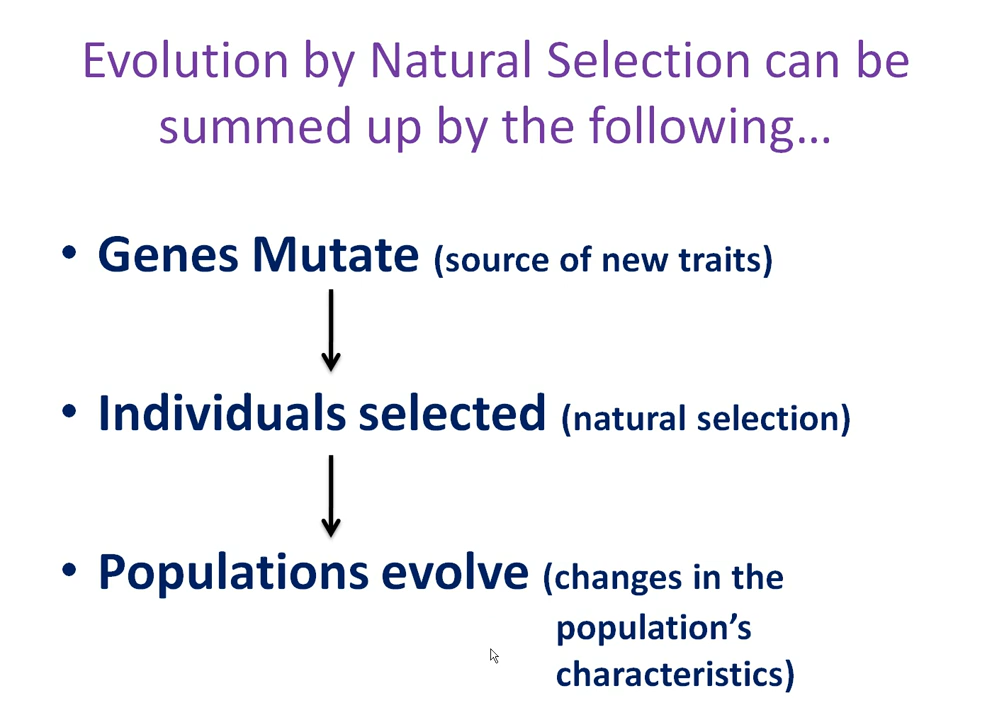 Evolution by Natural Selection can be
summed up by the following…
• Genes Mutate (source of new traits)
• Individuals selected (natural selection)
• Populations evolve (changes in the
population’s
characteristics)